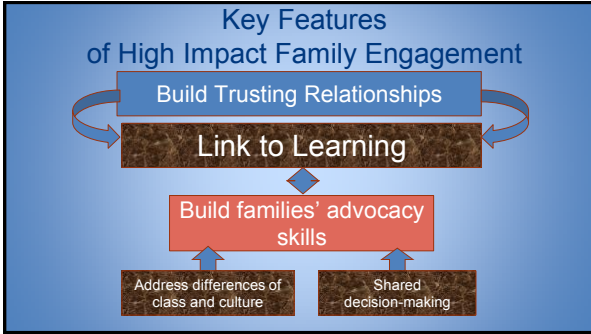 Key Features
of High Impact Family Engagement
Build Trusting Relationships
Link to Learning
Build families' advocacy
skills
Address differences of
class and culture
Shared
decision-making